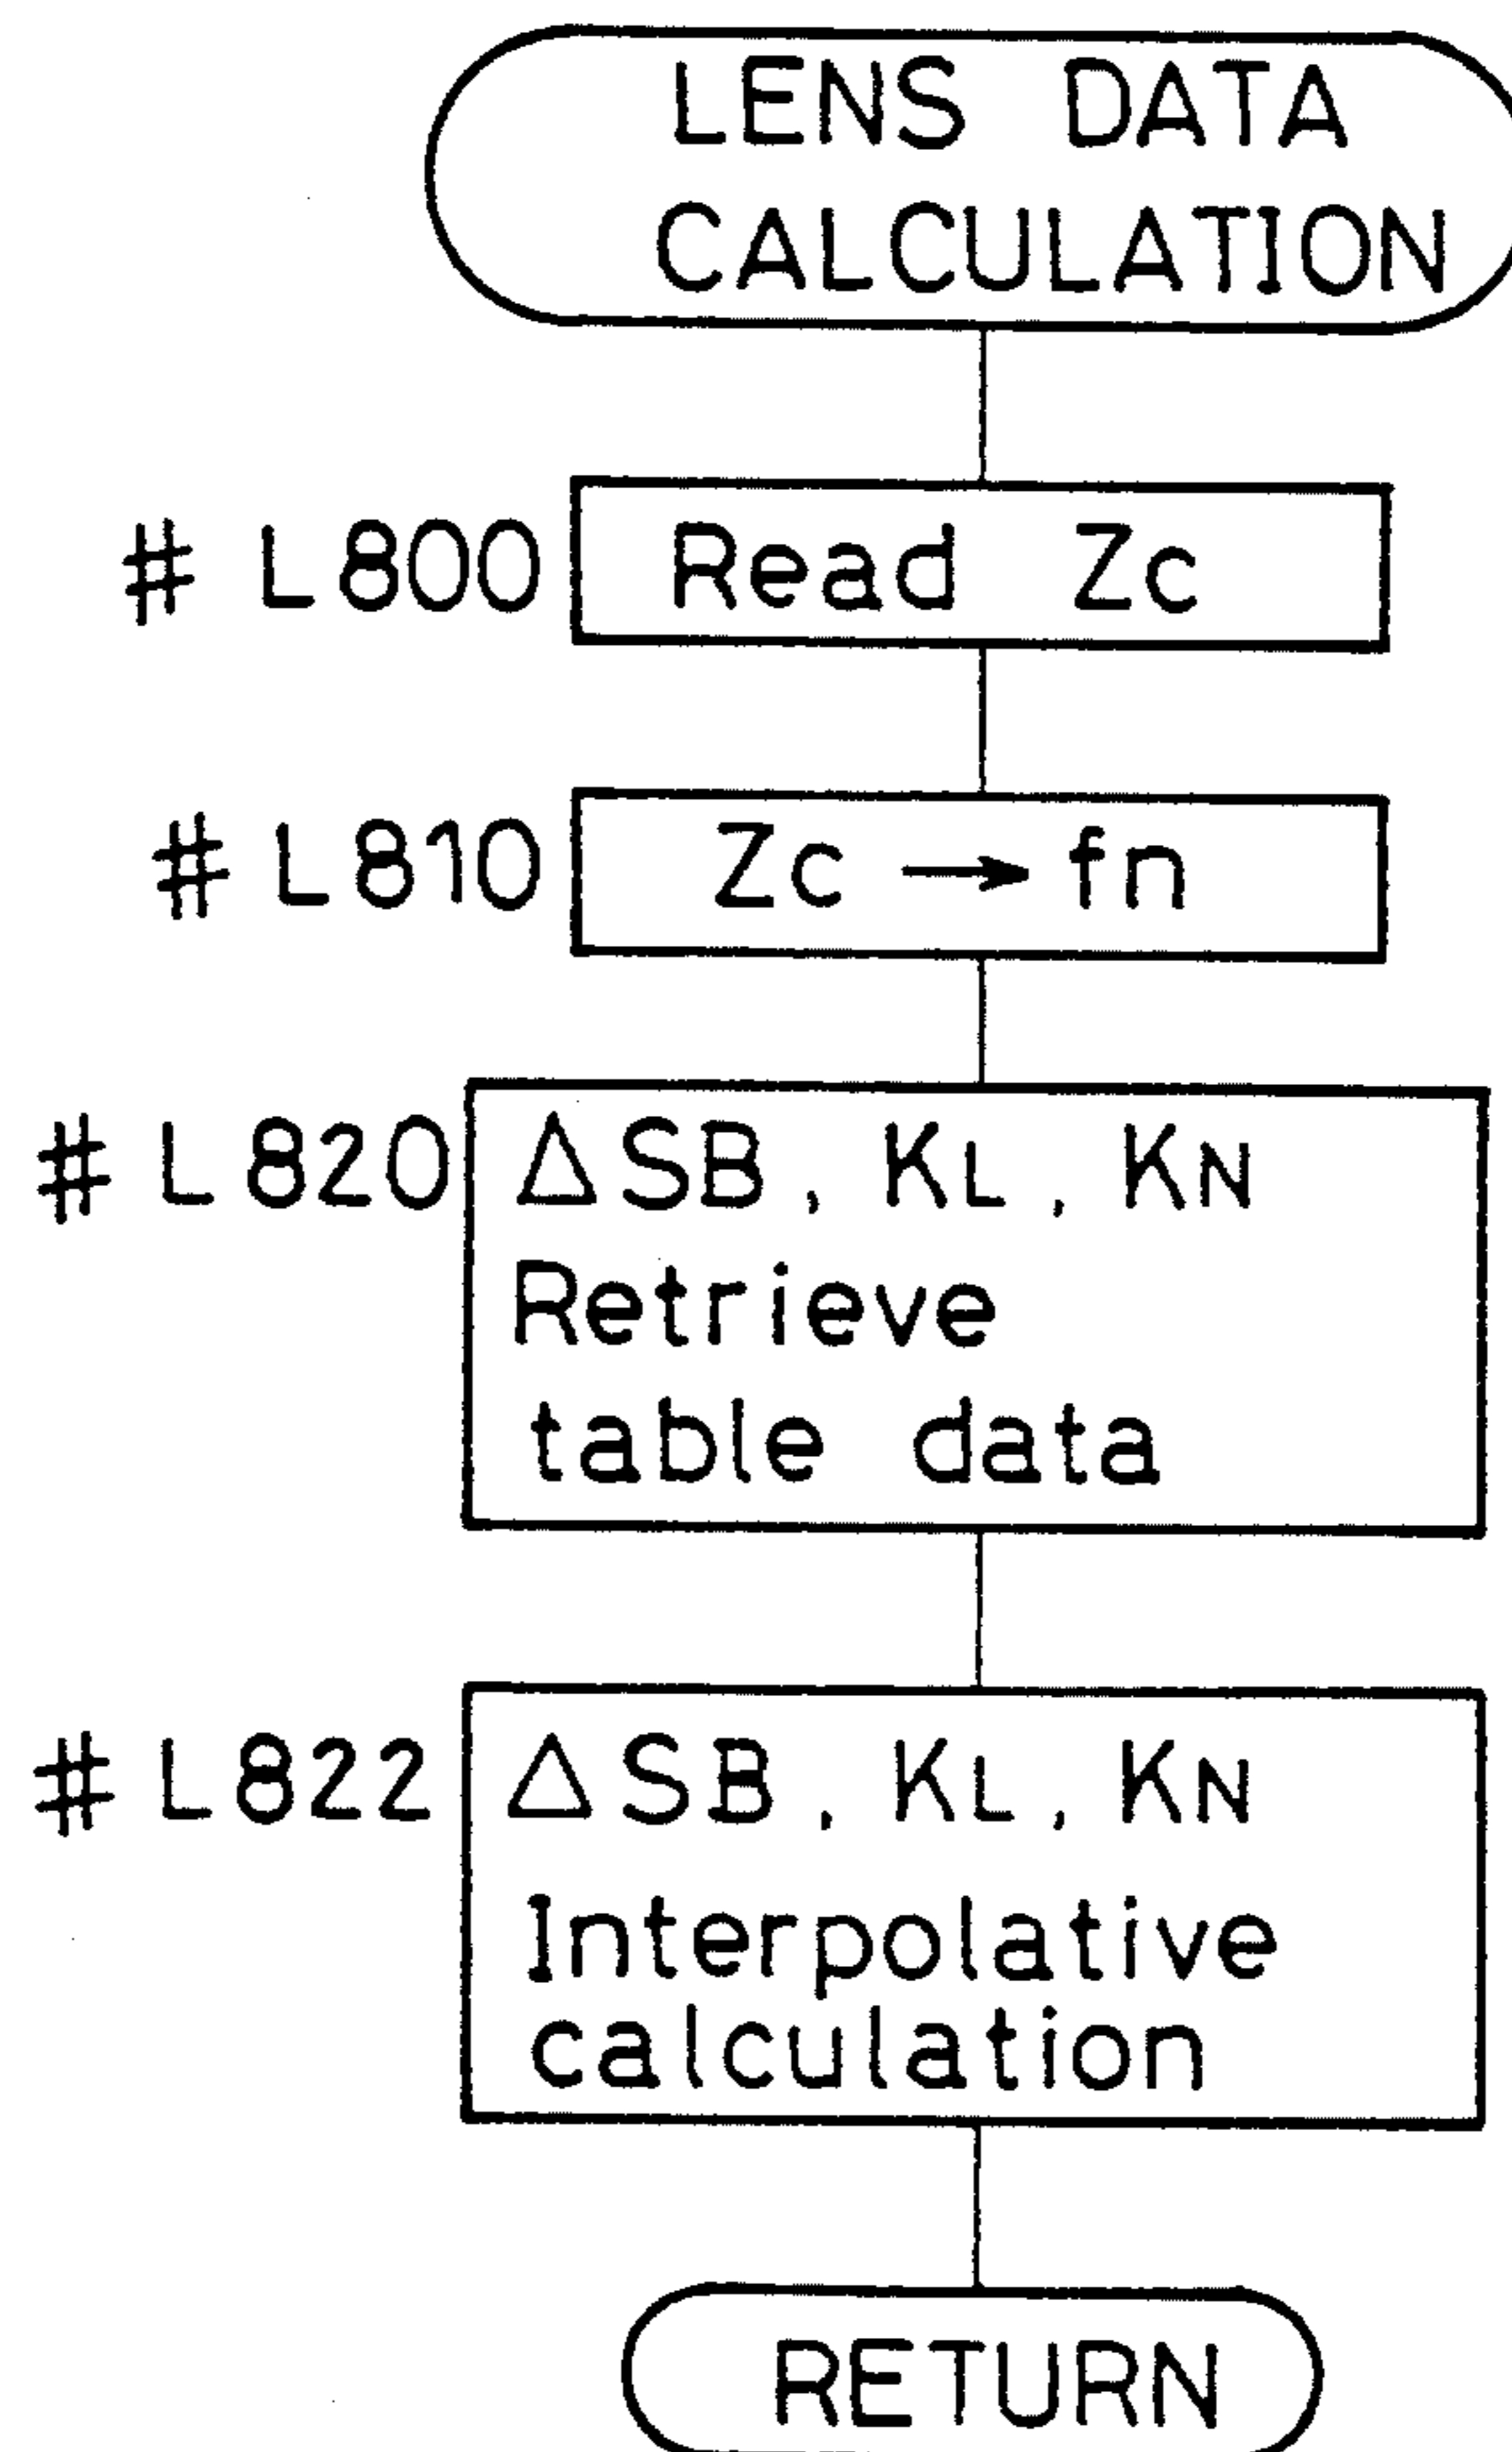 LENS DATA
CALCULATION
# L800 Read Zc
# L810 Zc → fn
# L820 ΔSB, KL, KN
Retrieve
table data
# L822 ΔSB, KL, KN
Interpolative
calculation
RETURN